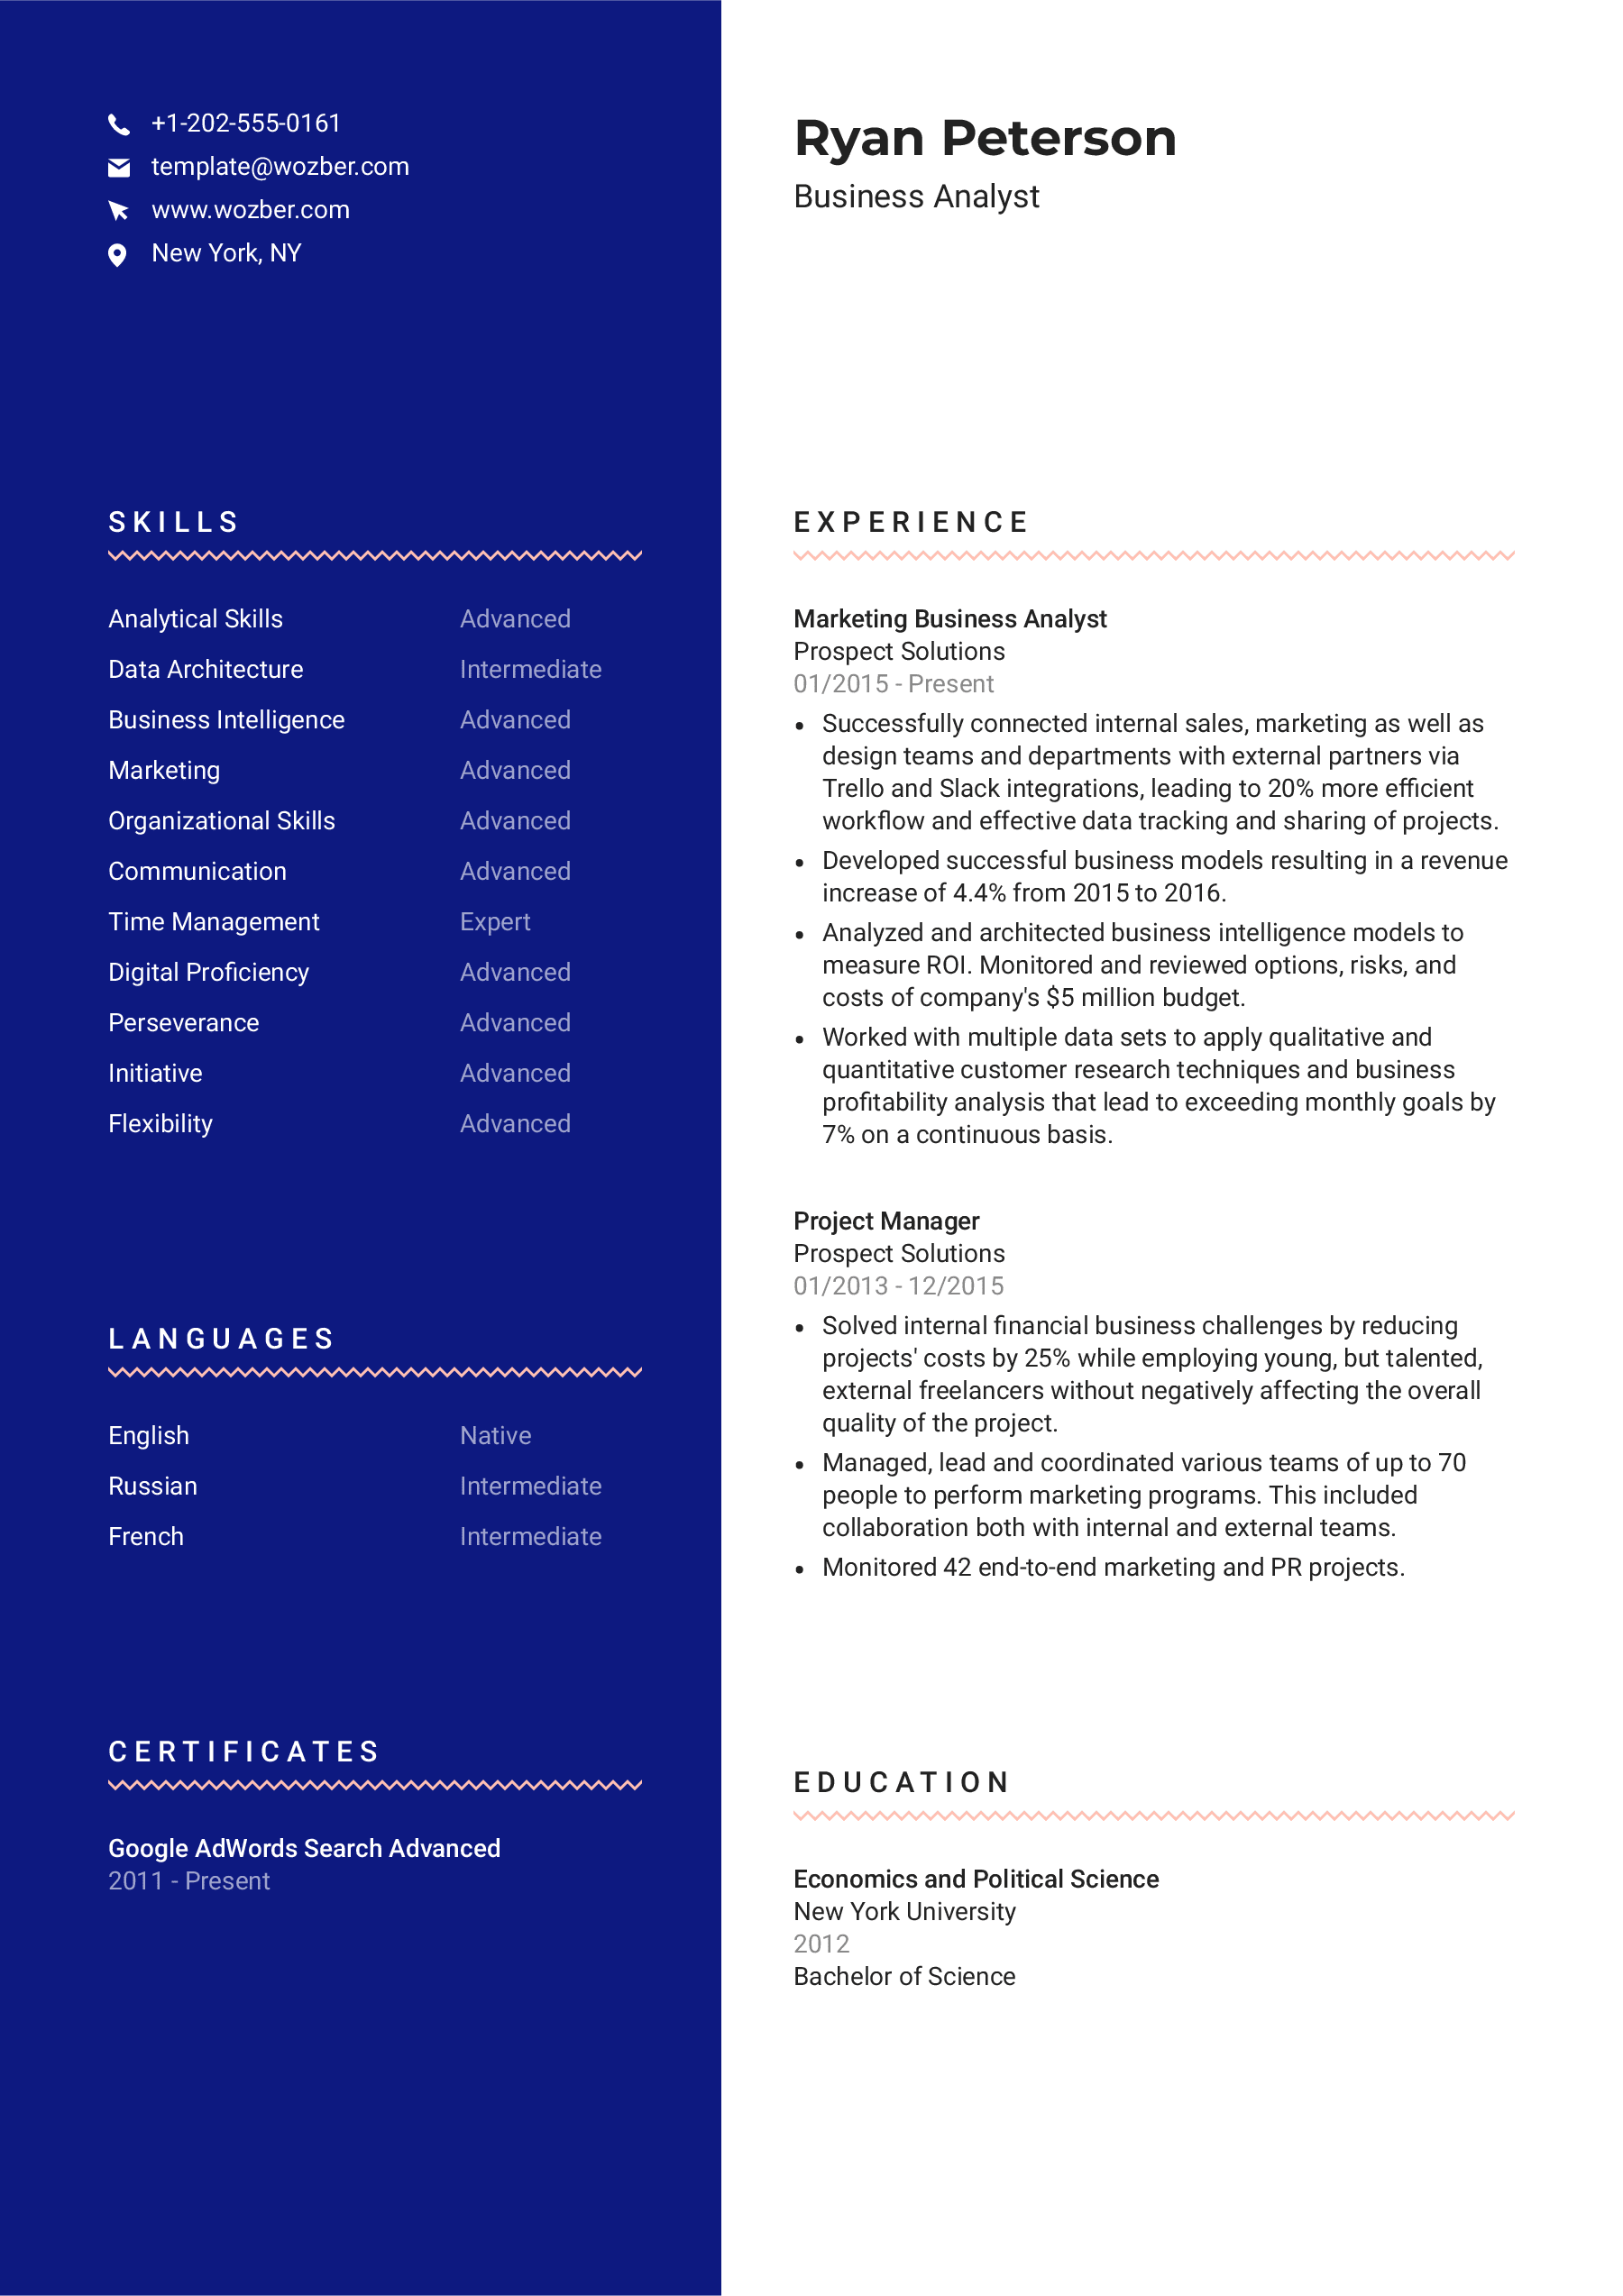 +1-202-555-0161
template@wozber.com
www.wozber.com
New York, NY
SKILLS
Analytical Skills Advanced
Data Architecture Intermediate
Business Intelligence Advanced
Marketing Advanced
Organizational Skills Advanced
Communication Advanced
Time Management Expert
Digital Proficiency Advanced
Perseverance Advanced
Initiative Advanced
Flexibility Advanced
LANGUAGES
English Native
Russian Intermediate
French Intermediate
CERTIFICATES
Google AdWords Search Advanced
2011 - Present
Ryan Peterson
Business Analyst
EXPERIENCE
Marketing Business Analyst
Prospect Solutions
01/2015 - Present
• Successfully connected internal sales, marketing as well as
design teams and departments with external partners via
Trello and Slack integrations, leading to 20% more efficient
workflow and effective data tracking and sharing of projects.
• Developed successful business models resulting in a revenue
increase of 4.4% from 2015 to 2016.
• Analyzed and architected business intelligence models to
measure ROI. Monitored and reviewed options, risks, and
costs of company's $5 million budget.
• Worked with multiple data sets to apply qualitative and
quantitative customer research techniques and business
profitability analysis that lead to exceeding monthly goals by
7% on a continuous basis.
Project Manager
Prospect Solutions
01/2013 - 12/2015
• Solved internal financial business challenges by reducing
projects' costs by 25% while employing young, but talented,
external freelancers without negatively affecting the overall
quality of the project.
• Managed, lead and coordinated various teams of up to 70
people to perform marketing programs. This included
collaboration both with internal and external teams.
• Monitored 42 end-to-end marketing and PR projects.
EDUCATION
Economics and Political Science
New York University
2012
Bachelor of Science